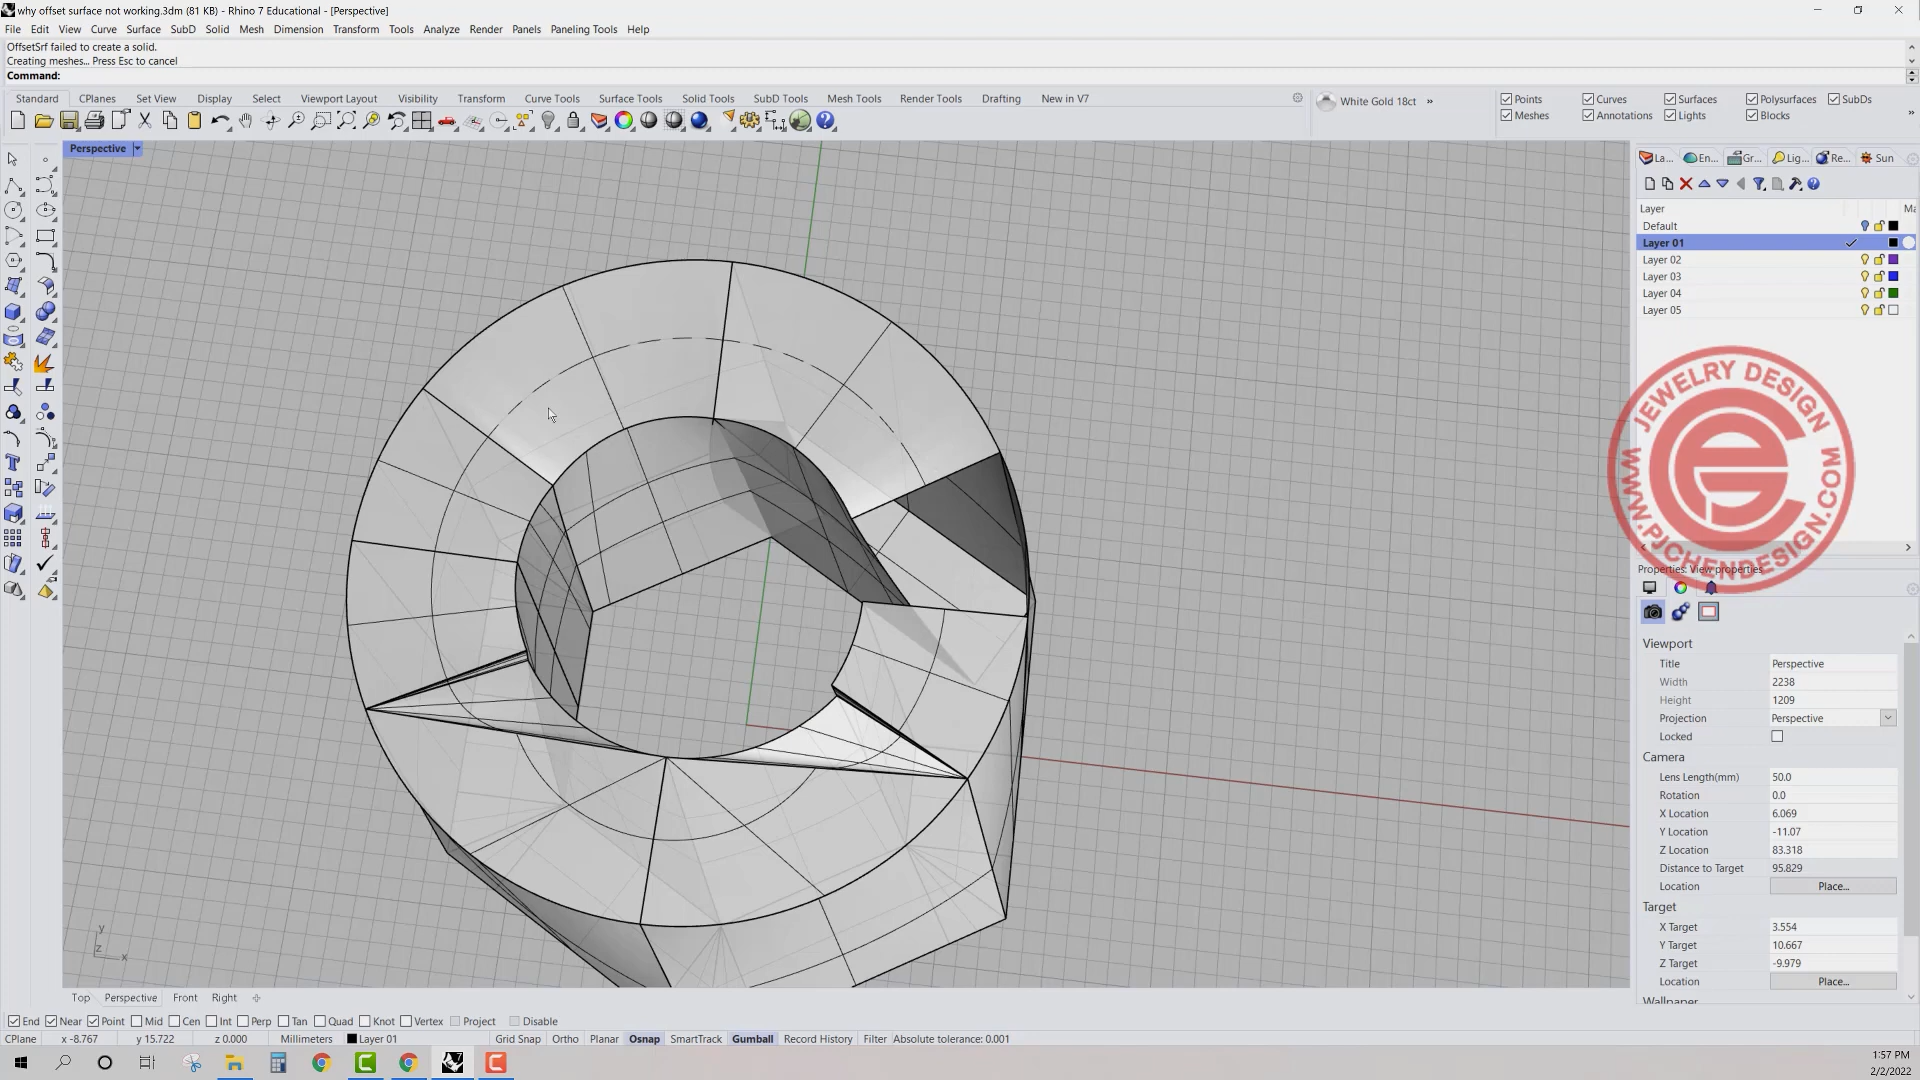 why offset surface not working.3dm (81 KB) - Rhino 7 Educational - [Perspective]
File Edit View Curve Surface SubD Solid Mesh Dimension Transform Tools Analyze Render Panels Paneling Tools Help
OffsetSrf failed to create a solid.
Creating meshes... Press Esc to cancel
Command:
Standard CPlanes Set View Display Select Viewport Layout Visibility Transform Curve Tools Surface Tools Solid Tools SubD Tools Mesh Tools Render Tools Drafting New in V7
White Gold 18ct »
Points Curves Surfaces Polysurfaces SubDs
Meshes Annotations Lights Blocks
Perspective
La... En... Gr... Lig... Re... Sun
Layer Ma
Default
Layer 01
Layer 02
Layer 03
Layer 04
Layer 05
JEWELRY DESIGN
WWW.PJCHENDESIGN.COM
Properties: View properties
Viewport
Title Perspective
Width 2238
Height 1209
Projection Perspective
Locked
Camera
Lens Length(mm) 50.0
Rotation 0.0
X Location 6.069
Y Location -11.07
Z Location 83.318
Distance to Target 95.829
Location Place...
Target
X Target 3.554
Y Target 10.667
Z Target -9.979
Location Place...
Wallpaper
y
z
x
Top Perspective Front Right
End Near Point Mid Cen Int Perp Tan Quad Knot Vertex Project Disable
CPlane x -8.767 y 15.722 z 0.000 Millimeters Layer 01 Grid Snap Ortho Planar Osnap SmartTrack Gumball Record History Filter Absolute tolerance: 0.001
1:57 PM
2/2/2022